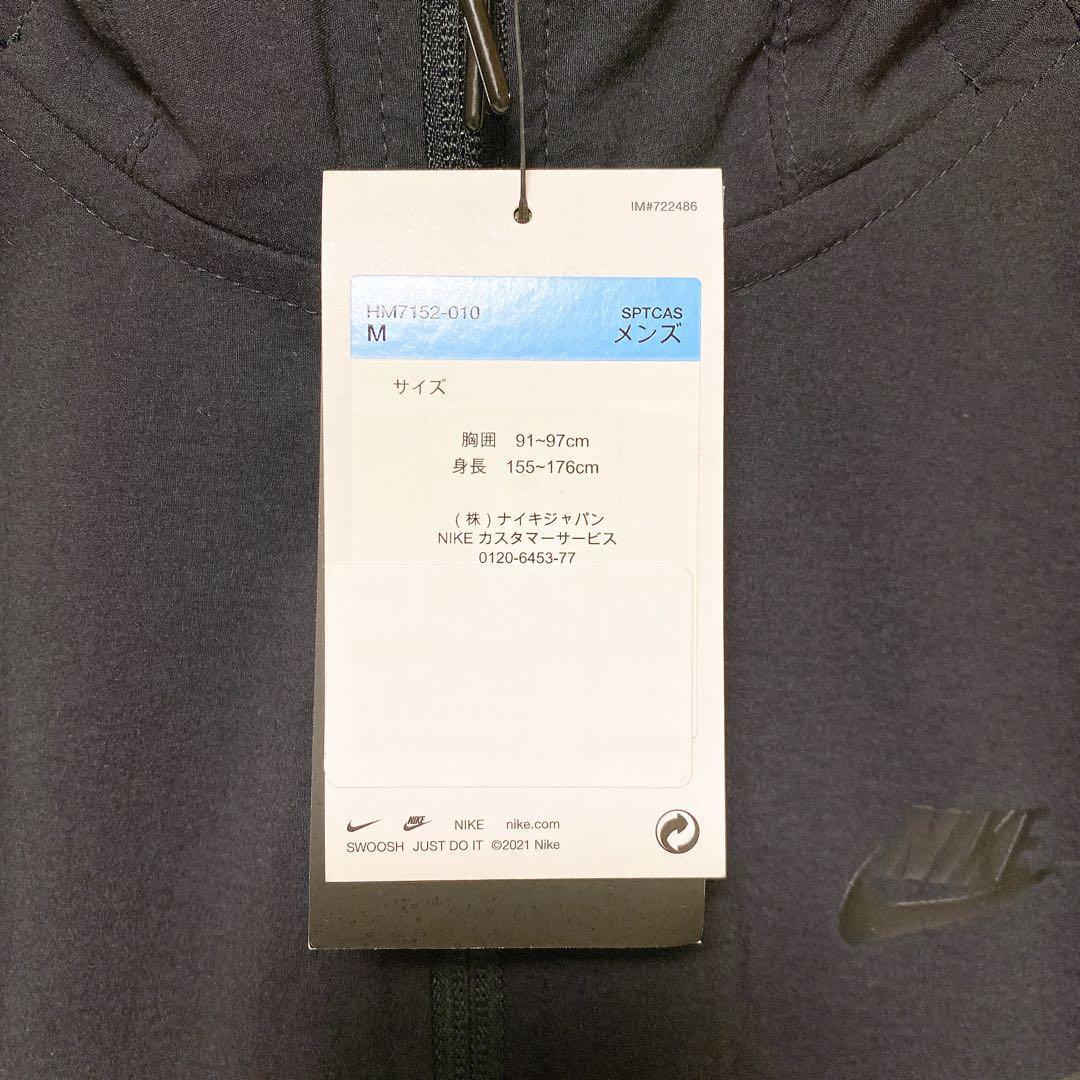 IM#722486
HM7152-010 SPTCAS
M メンズ
サイズ
胸囲 91~97cm
身長 155~176cm
(株)ナイキジャパン
NIKE カスタマーサービス
0120-6453-77
NIKE NIKE nike.com
SWOOSH JUST DO IT ©2021 Nike
NIKE